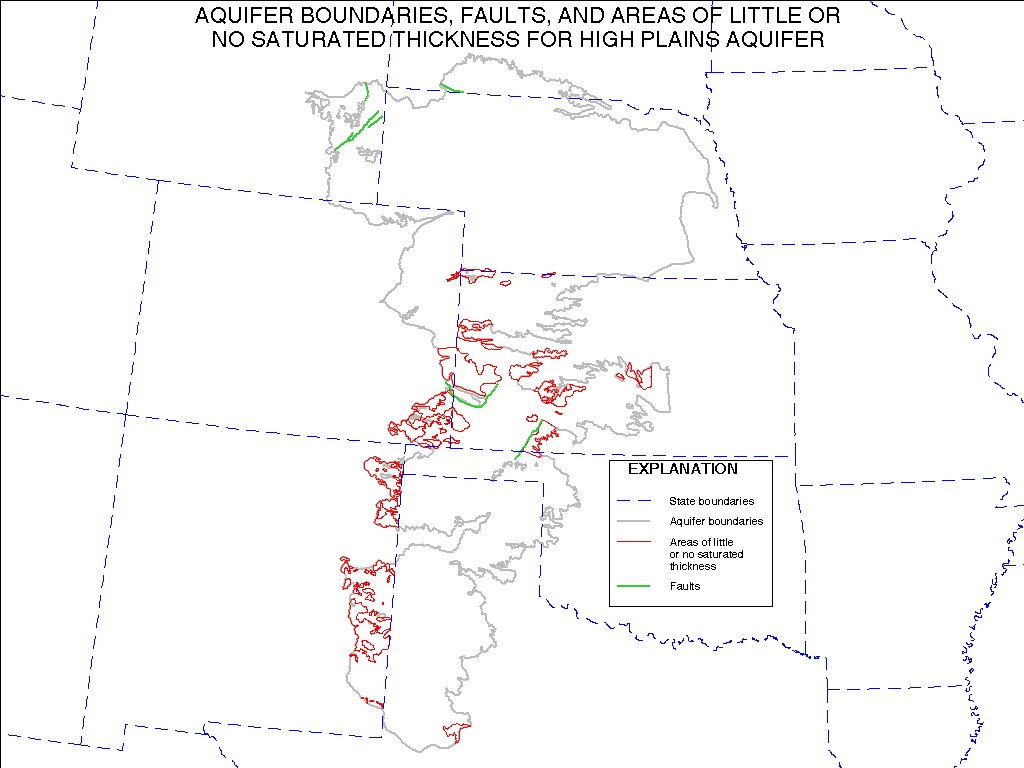 AQUIFER BOUNDARIES, FAULTS, AND AREAS OF LITTLE OR
NO SATURATED THICKNESS FOR HIGH PLAINS AQUIFER
EXPLANATION
State boundaries
Aquifer boundaries
Areas of little
or no saturated
thickness
Faults